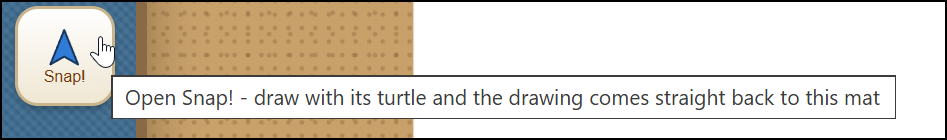 Snap!
Open Snap! - draw with its turtle and the drawing comes straight back to this mat